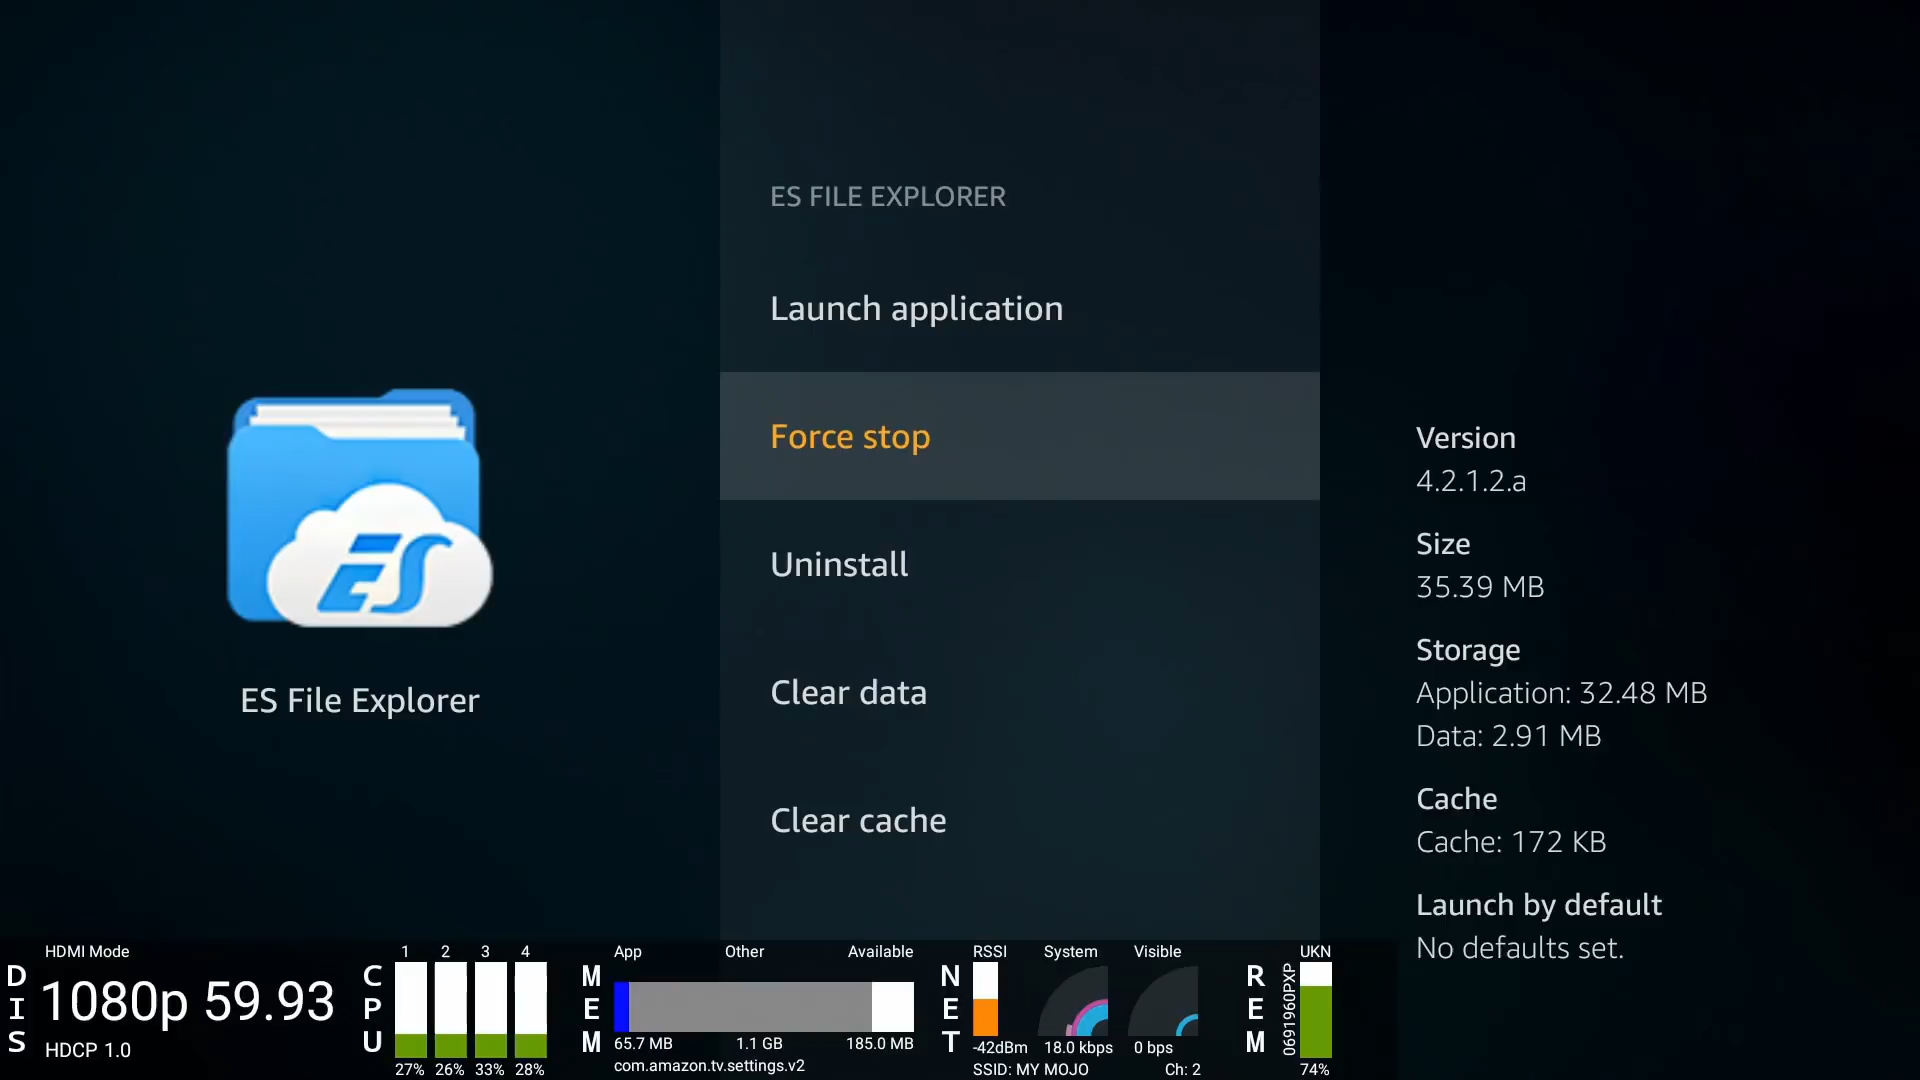 ES FILE EXPLORER
Launch application
Force stop
Uninstall
Clear data
Clear cache
ES
ES File Explorer
Version
4.2.1.2.a
Size
35.39 MB
Storage
Application: 32.48 MB
Data: 2.91 MB
Cache
Cache: 172 KB
Launch by default
No defaults set.
DIS
HDMI Mode
1080p 59.93
HDCP 1.0
CPU
1 2 3 4
27% 26% 33% 28%
MEM
App Other Available
65.7 MB 1.1 GB 185.0 MB
com.amazon.tv.settings.v2
NET
RSSI System Visible
-42dBm 18.0 kbps 0 bps
SSID: MY MOJO Ch: 2
REM
UKN
0691960PXP
74%